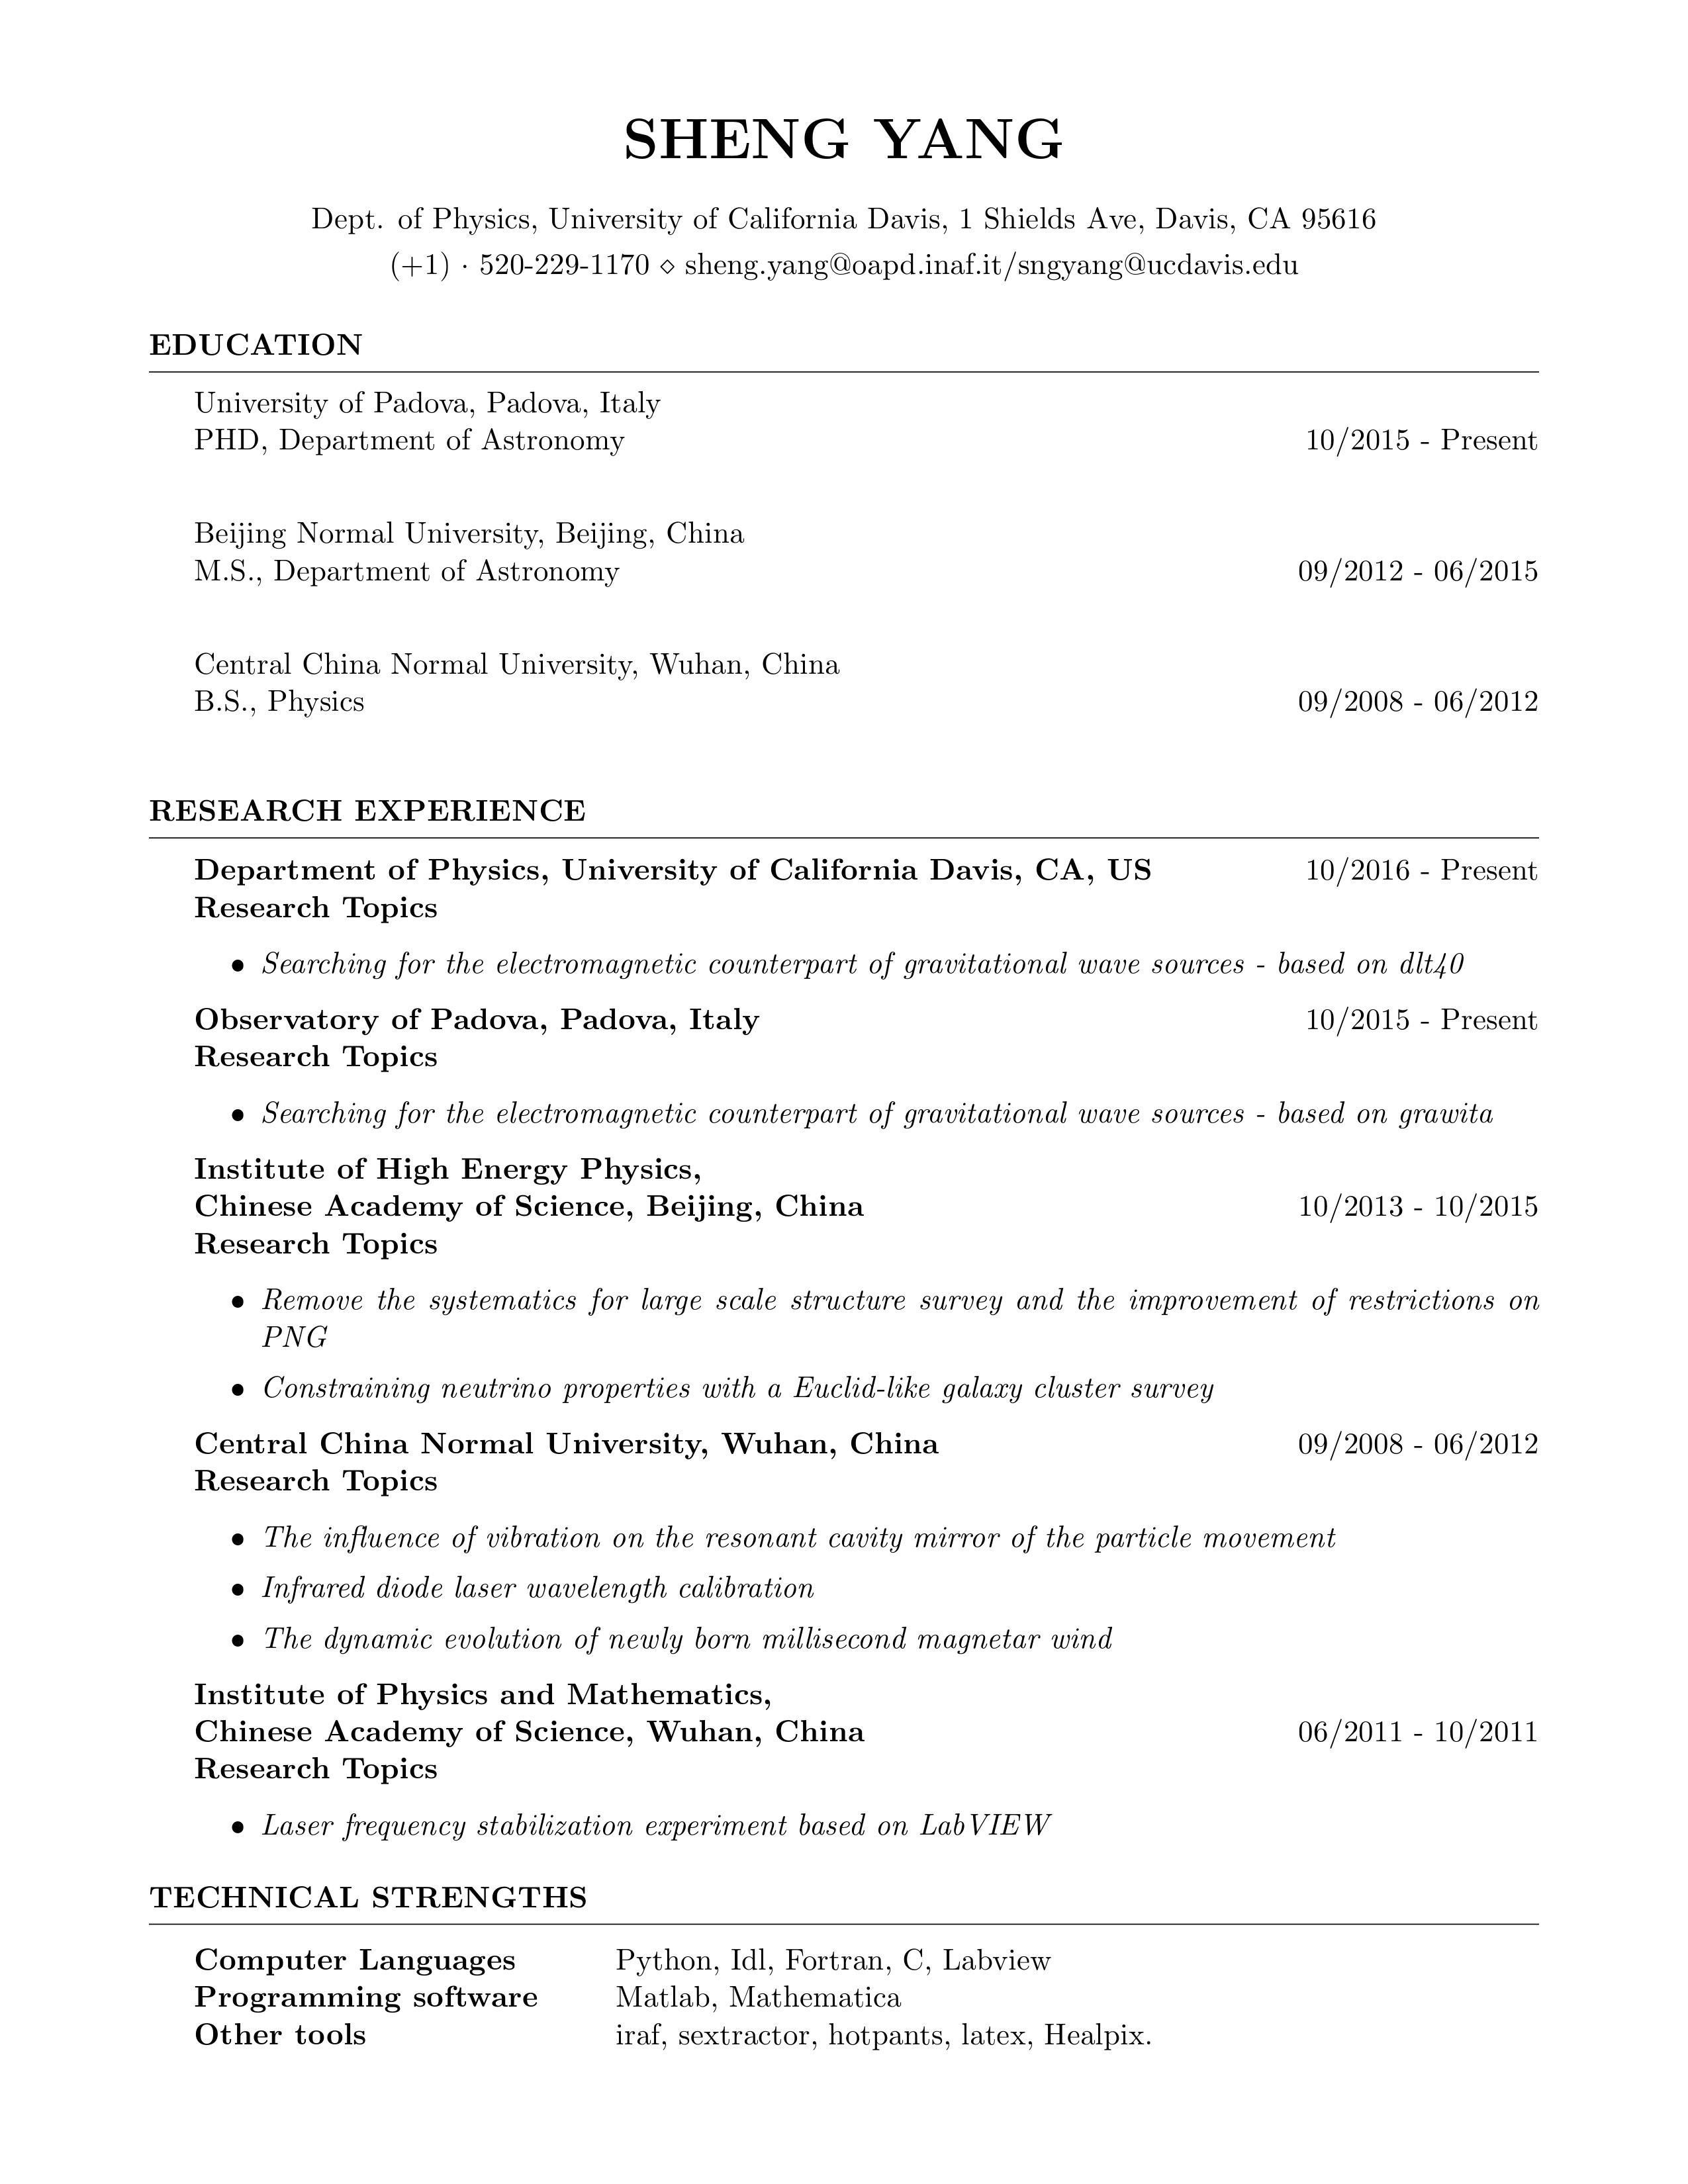 SHENG YANG
Dept. of Physics, University of California Davis, 1 Shields Ave, Davis, CA 95616
(+1) · 520-229-1170 ⋄ sheng.yang@oapd.inaf.it/sngyang@ucdavis.edu
EDUCATION
University of Padova, Padova, Italy
PHD, Department of Astronomy 10/2015 - Present
Beijing Normal University, Beijing, China
M.S., Department of Astronomy 09/2012 - 06/2015
Central China Normal University, Wuhan, China
B.S., Physics 09/2008 - 06/2012
RESEARCH EXPERIENCE
Department of Physics, University of California Davis, CA, US 10/2016 - Present
Research Topics
• Searching for the electromagnetic counterpart of gravitational wave sources - based on dlt40
Observatory of Padova, Padova, Italy 10/2015 - Present
Research Topics
• Searching for the electromagnetic counterpart of gravitational wave sources - based on grawita
Institute of High Energy Physics,
Chinese Academy of Science, Beijing, China 10/2013 - 10/2015
Research Topics
• Remove the systematics for large scale structure survey and the improvement of restrictions on
PNG
• Constraining neutrino properties with a Euclid-like galaxy cluster survey
Central China Normal University, Wuhan, China 09/2008 - 06/2012
Research Topics
• The influence of vibration on the resonant cavity mirror of the particle movement
• Infrared diode laser wavelength calibration
• The dynamic evolution of newly born millisecond magnetar wind
Institute of Physics and Mathematics,
Chinese Academy of Science, Wuhan, China 06/2011 - 10/2011
Research Topics
• Laser frequency stabilization experiment based on LabVIEW
TECHNICAL STRENGTHS
Computer Languages Python, Idl, Fortran, C, Labview
Programming software Matlab, Mathematica
Other tools iraf, sextractor, hotpants, latex, Healpix.